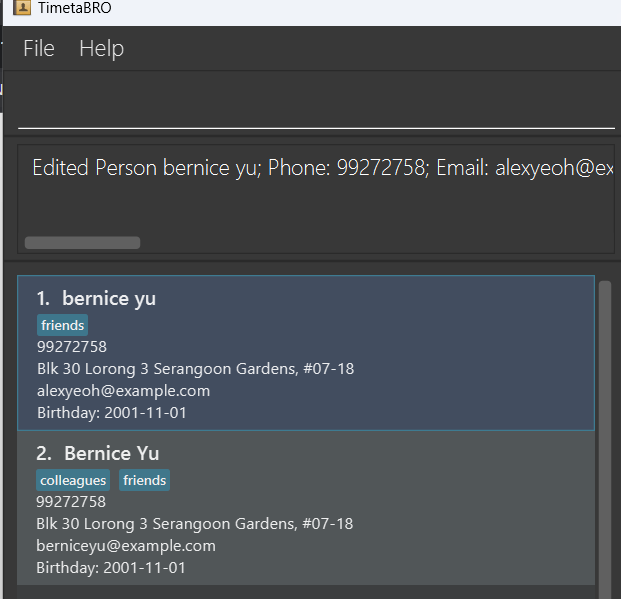 TimetaBRO
File Help
Edited Person bernice yu; Phone: 99272758; Email: alexyeoh@ex
1. bernice yu
friends
99272758
Blk 30 Lorong 3 Serangoon Gardens, #07-18
alexyeoh@example.com
Birthday: 2001-11-01
2. Bernice Yu
colleagues friends
99272758
Blk 30 Lorong 3 Serangoon Gardens, #07-18
berniceyu@example.com
Birthday: 2001-11-01